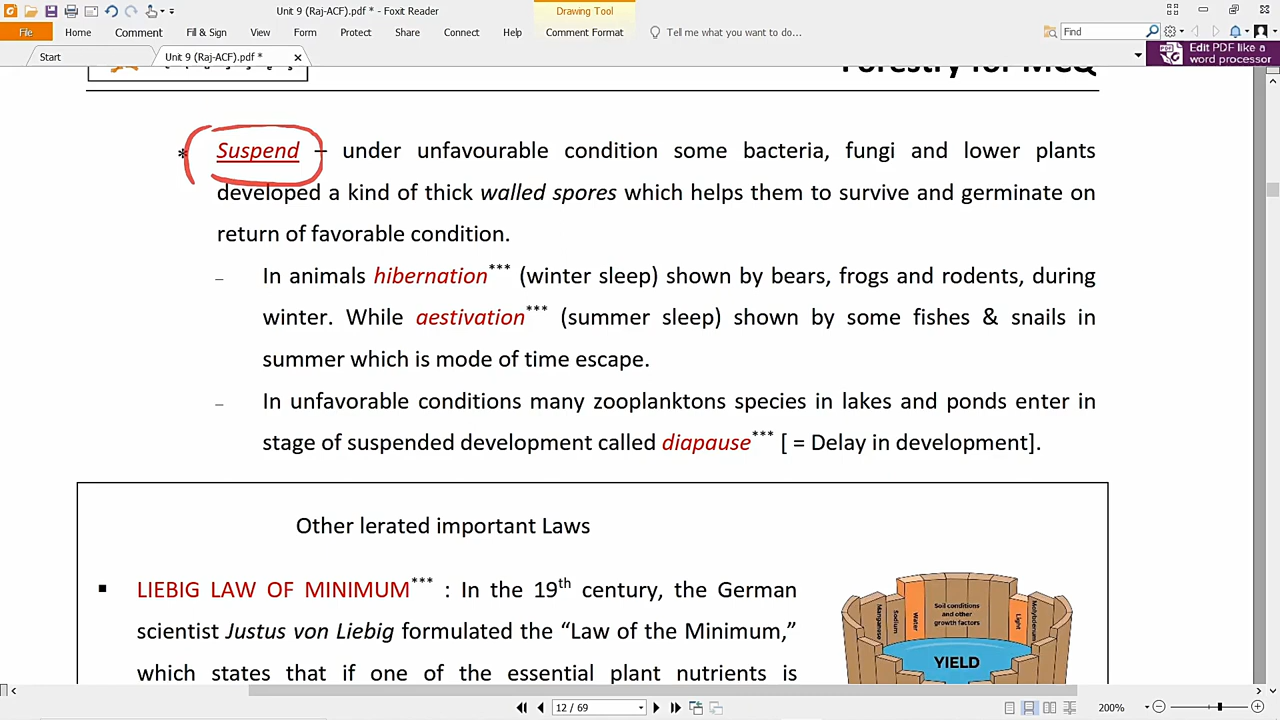 Unit 9 (Raj-ACF).pdf * - Foxit Reader
Drawing Tool
File Home Comment Fill & Sign View Form Protect Share Connect Help Comment Format Tell me what you want to do... Find
Start Unit 9 (Raj-ACF).pdf *
Edit PDF like a
word processor
Forestry for MCQ
* Suspend – under unfavourable condition some bacteria, fungi and lower plants
developed a kind of thick walled spores which helps them to survive and germinate on
return of favorable condition.
– In animals hibernation*** (winter sleep) shown by bears, frogs and rodents, during
winter. While aestivation*** (summer sleep) shown by some fishes & snails in
summer which is mode of time escape.
– In unfavorable conditions many zooplanktons species in lakes and ponds enter in
stage of suspended development called diapause*** [ = Delay in development].
Other lerated important Laws
▪ LIEBIG LAW OF MINIMUM*** : In the 19th century, the German
scientist Justus von Liebig formulated the “Law of the Minimum,”
which states that if one of the essential plant nutrients is
Manganese
Sodium
Water
Soil conditions
and other
growth factors
Light
Molybdenum
YIELD
12 / 69
200%